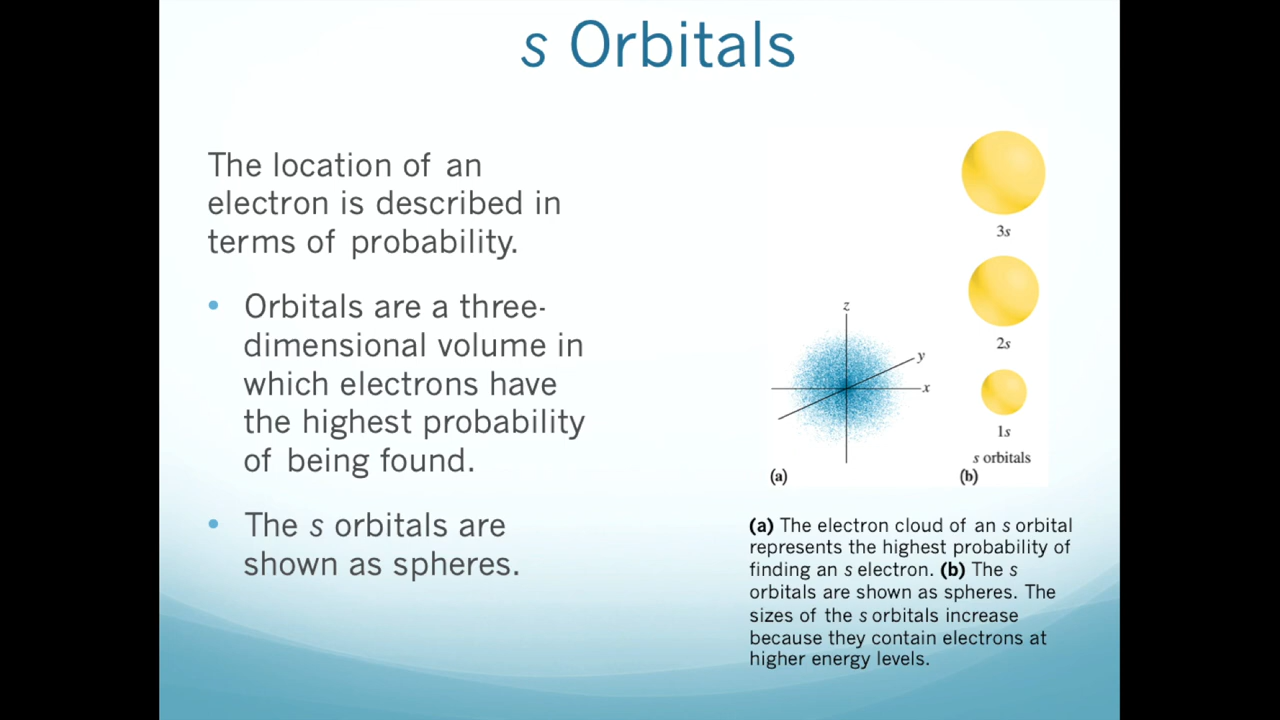 s Orbitals
The location of an
electron is described in
terms of probability.
• Orbitals are a three-
dimensional volume in
which electrons have
the highest probability
of being found.
• The s orbitals are
shown as spheres.
z
y
x
(a)
3s
2s
1s
s orbitals
(b)
(a) The electron cloud of an s orbital
represents the highest probability of
finding an s electron. (b) The s
orbitals are shown as spheres. The
sizes of the s orbitals increase
because they contain electrons at
higher energy levels.